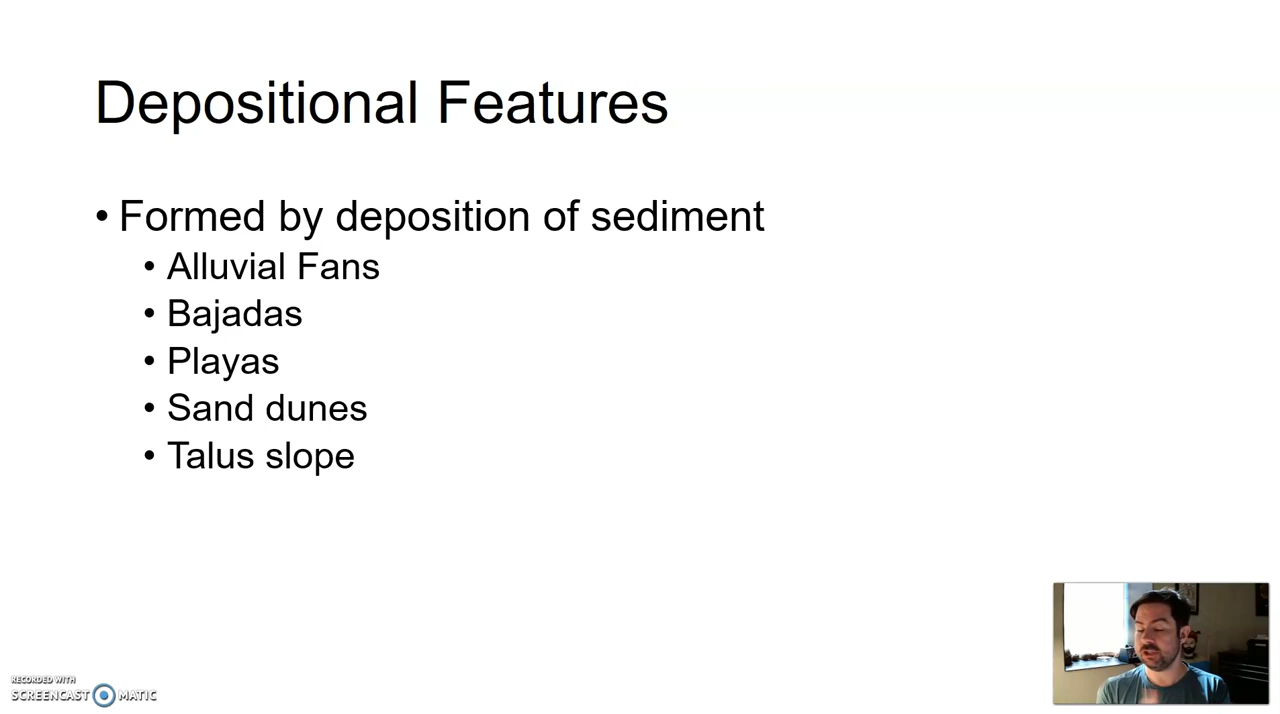 Depositional Features
• Formed by deposition of sediment
• Alluvial Fans
• Bajadas
• Playas
• Sand dunes
• Talus slope
RECORDED WITH
SCREENCAST MATIC